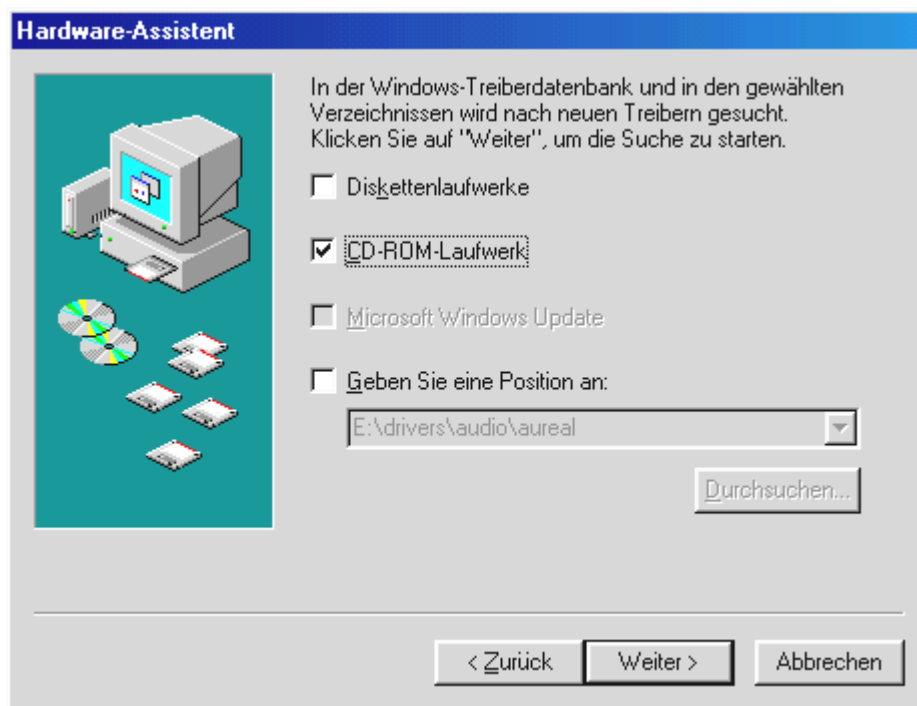 Hardware-Assistent
In der Windows-Treiberdatenbank und in den gewählten
Verzeichnissen wird nach neuen Treibern gesucht.
Klicken Sie auf "Weiter", um die Suche zu starten.
Diskettenlaufwerke
CD-ROM-Laufwerk
Microsoft Windows Update
Geben Sie eine Position an:
E:\drivers\audio\aureal
Durchsuchen...
< Zurück Weiter > Abbrechen